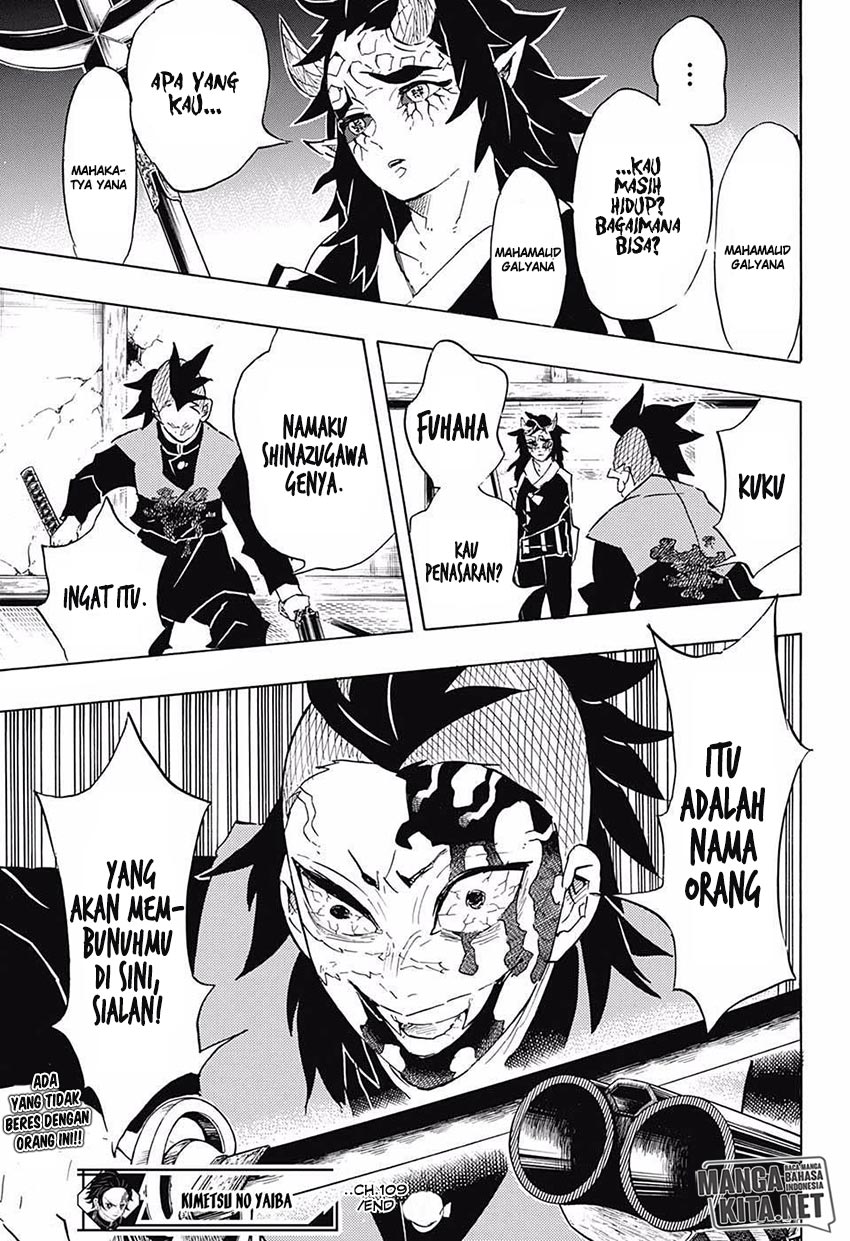 ...
...KAU
MASIH
HIDUP?
BAGAIMANA
BISA?
MAHAMALID
GALYANA
MAHAMALID
GALYANA
APA YANG
KAU...
MAHAKA-
TYA YANA
KUKU
FUHAHA
KAU
PENASARAN?
NAMAKU
SHINAZUGAWA
GENYA.
INGAT ITU.
ITU
ADALAH
NAMA
ORANG
YANG
AKAN MEM-
BUNUHMU
DI SINI,
SIALAN!
ADA
YANG TIDAK
BERES DENGAN
ORANG INI!!
KIMETSU NO YAIBA
..CH.109
/END
MANGA
KITA.NET
BACA MANGA
BAHASA
INDONESIA